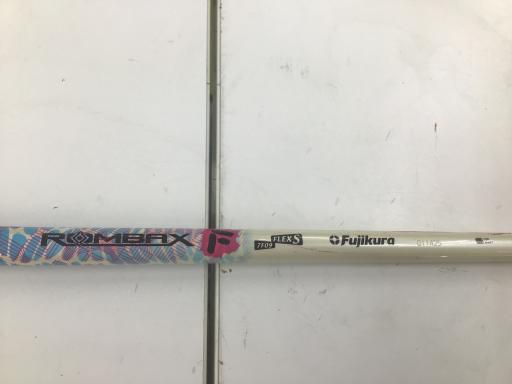 ROMBAX F 7F09 FLEX S Fujikura